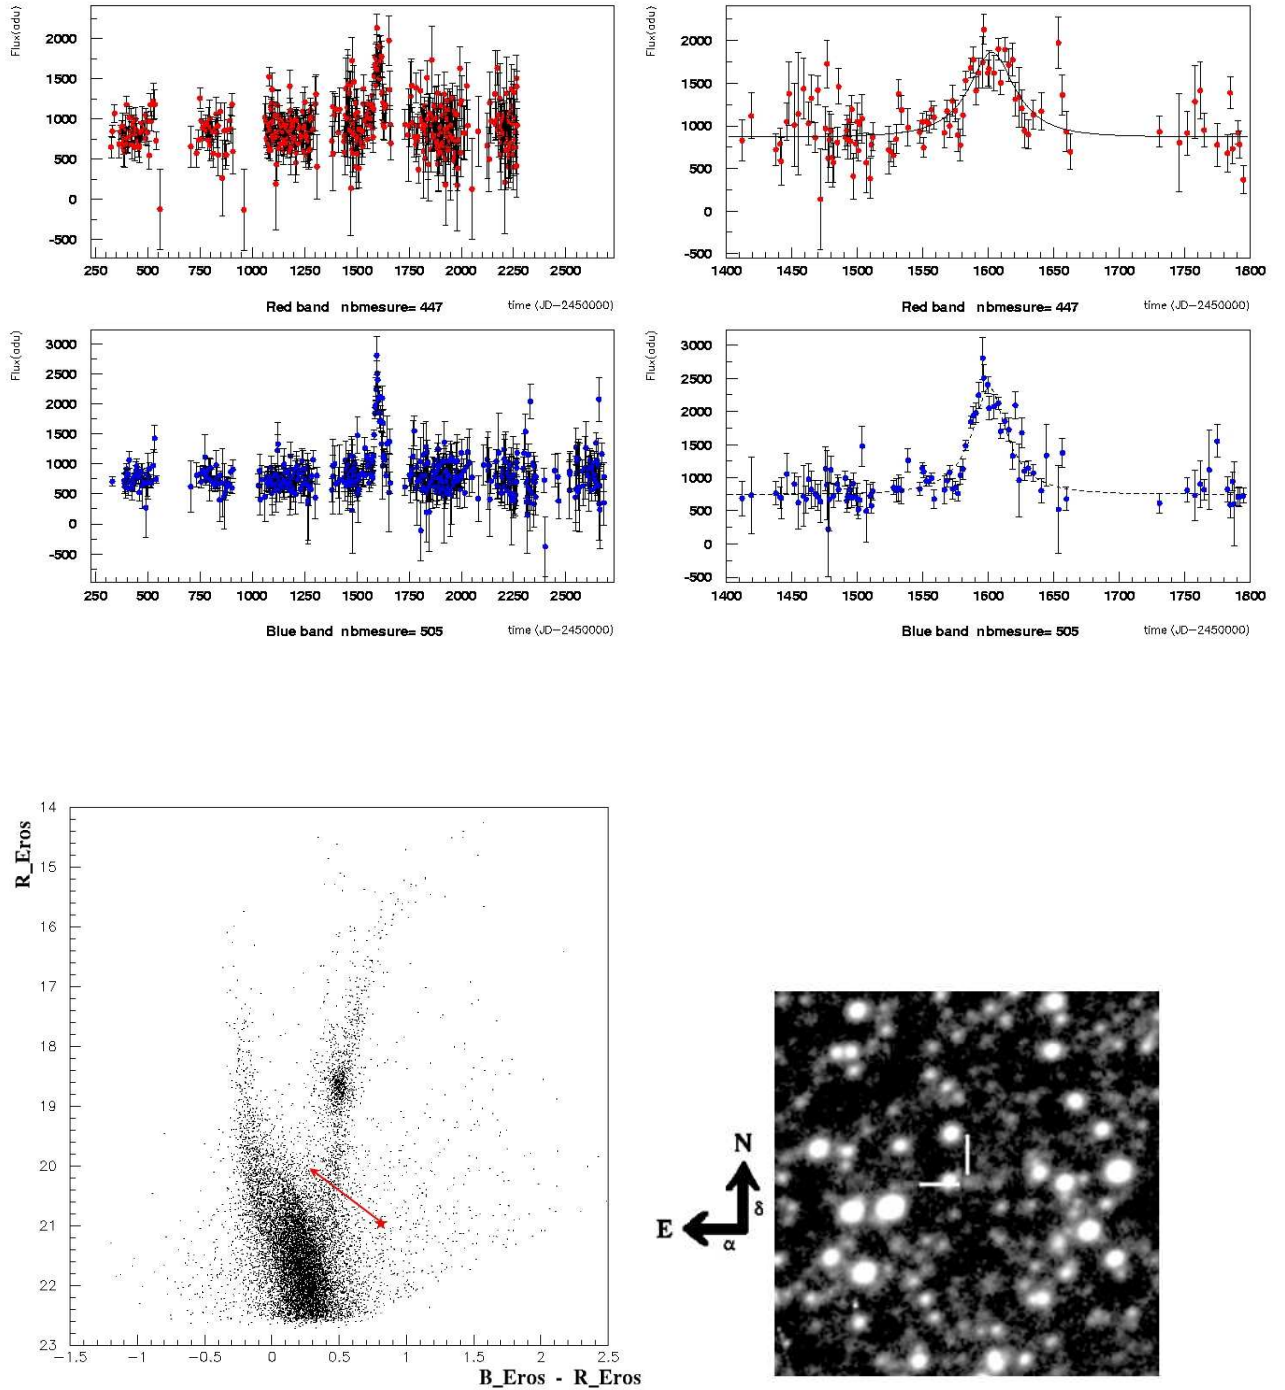 Flux(adu)
2000
1500
1000
500
0
-500
250 500 750 1000 1250 1500 1750 2000 2250 2500
Red band nbmesure= 447 time (JD-2450000)
Flux(adu)
2000
1500
1000
500
0
-500
1400 1450 1500 1550 1600 1650 1700 1750 1800
Red band nbmesure= 447 time (JD-2450000)
Flux(adu)
3000
2500
2000
1500
1000
500
0
-500
250 500 750 1000 1250 1500 1750 2000 2250 2500
Blue band nbmesure= 505 time (JD-2450000)
Flux(adu)
3000
2500
2000
1500
1000
500
0
-500
1400 1450 1500 1550 1600 1650 1700 1750 1800
Blue band nbmesure= 505 time (JD-2450000)
R_Eros
14
15
16
17
18
19
20
21
22
23
-1.5 -1 -0.5 0 0.5 1 1.5 2 2.5
B_Eros - R_Eros
N
δ
E
α